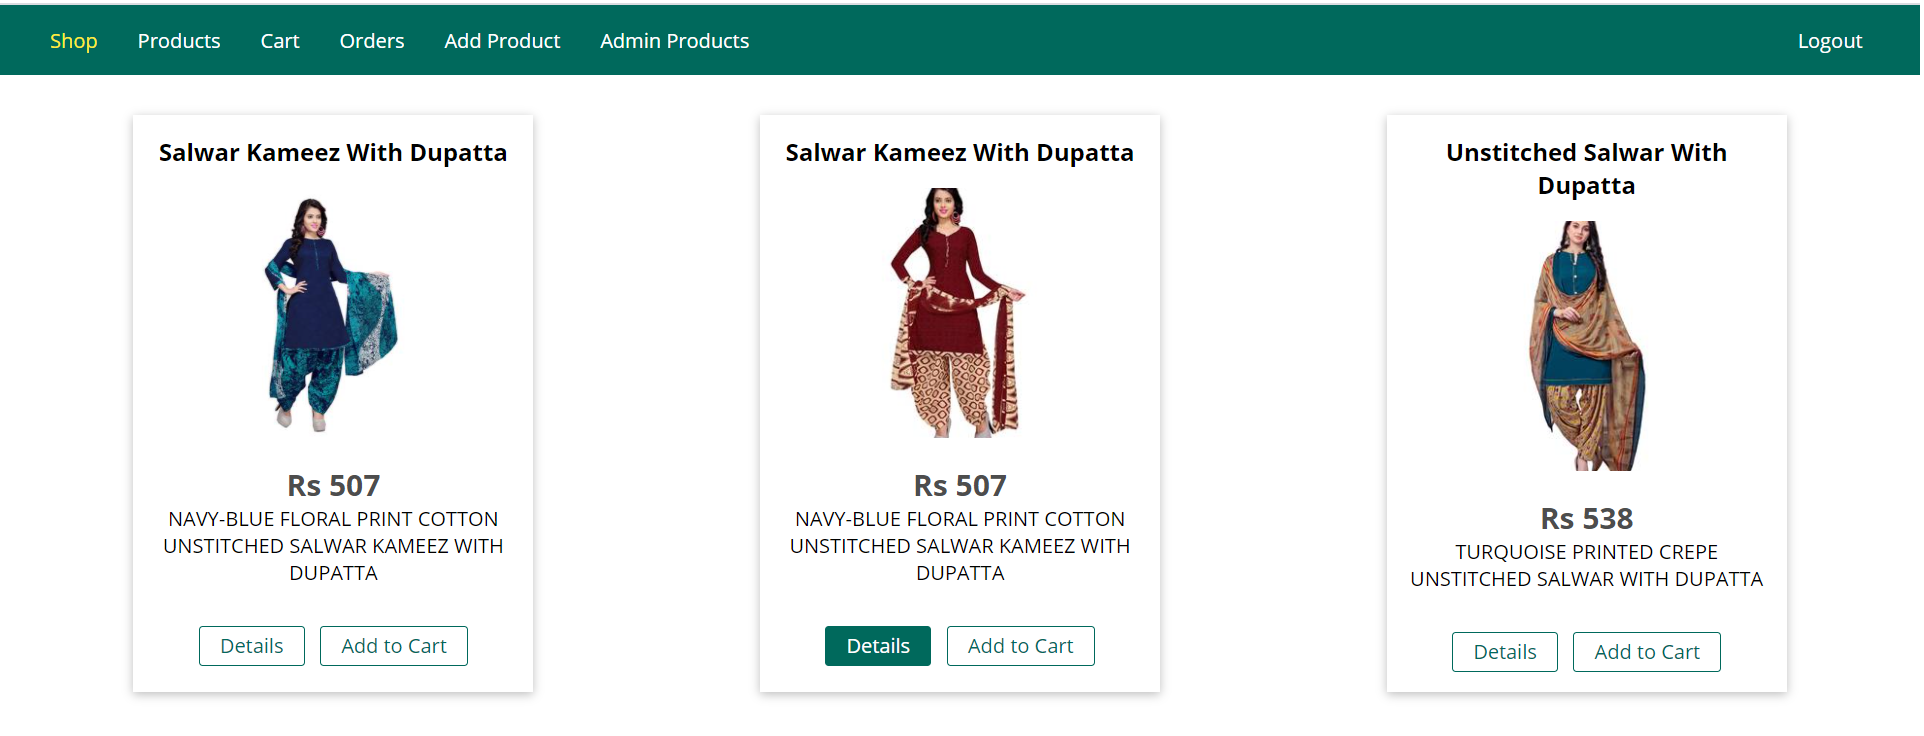 Shop Products Cart Orders Add Product Admin Products Logout
Salwar Kameez With Dupatta
Rs 507
NAVY-BLUE FLORAL PRINT COTTON
UNSTITCHED SALWAR KAMEEZ WITH
DUPATTA
Details Add to Cart
Salwar Kameez With Dupatta
Rs 507
NAVY-BLUE FLORAL PRINT COTTON
UNSTITCHED SALWAR KAMEEZ WITH
DUPATTA
Details Add to Cart
Unstitched Salwar With
Dupatta
Rs 538
TURQUOISE PRINTED CREPE
UNSTITCHED SALWAR WITH DUPATTA
Details Add to Cart